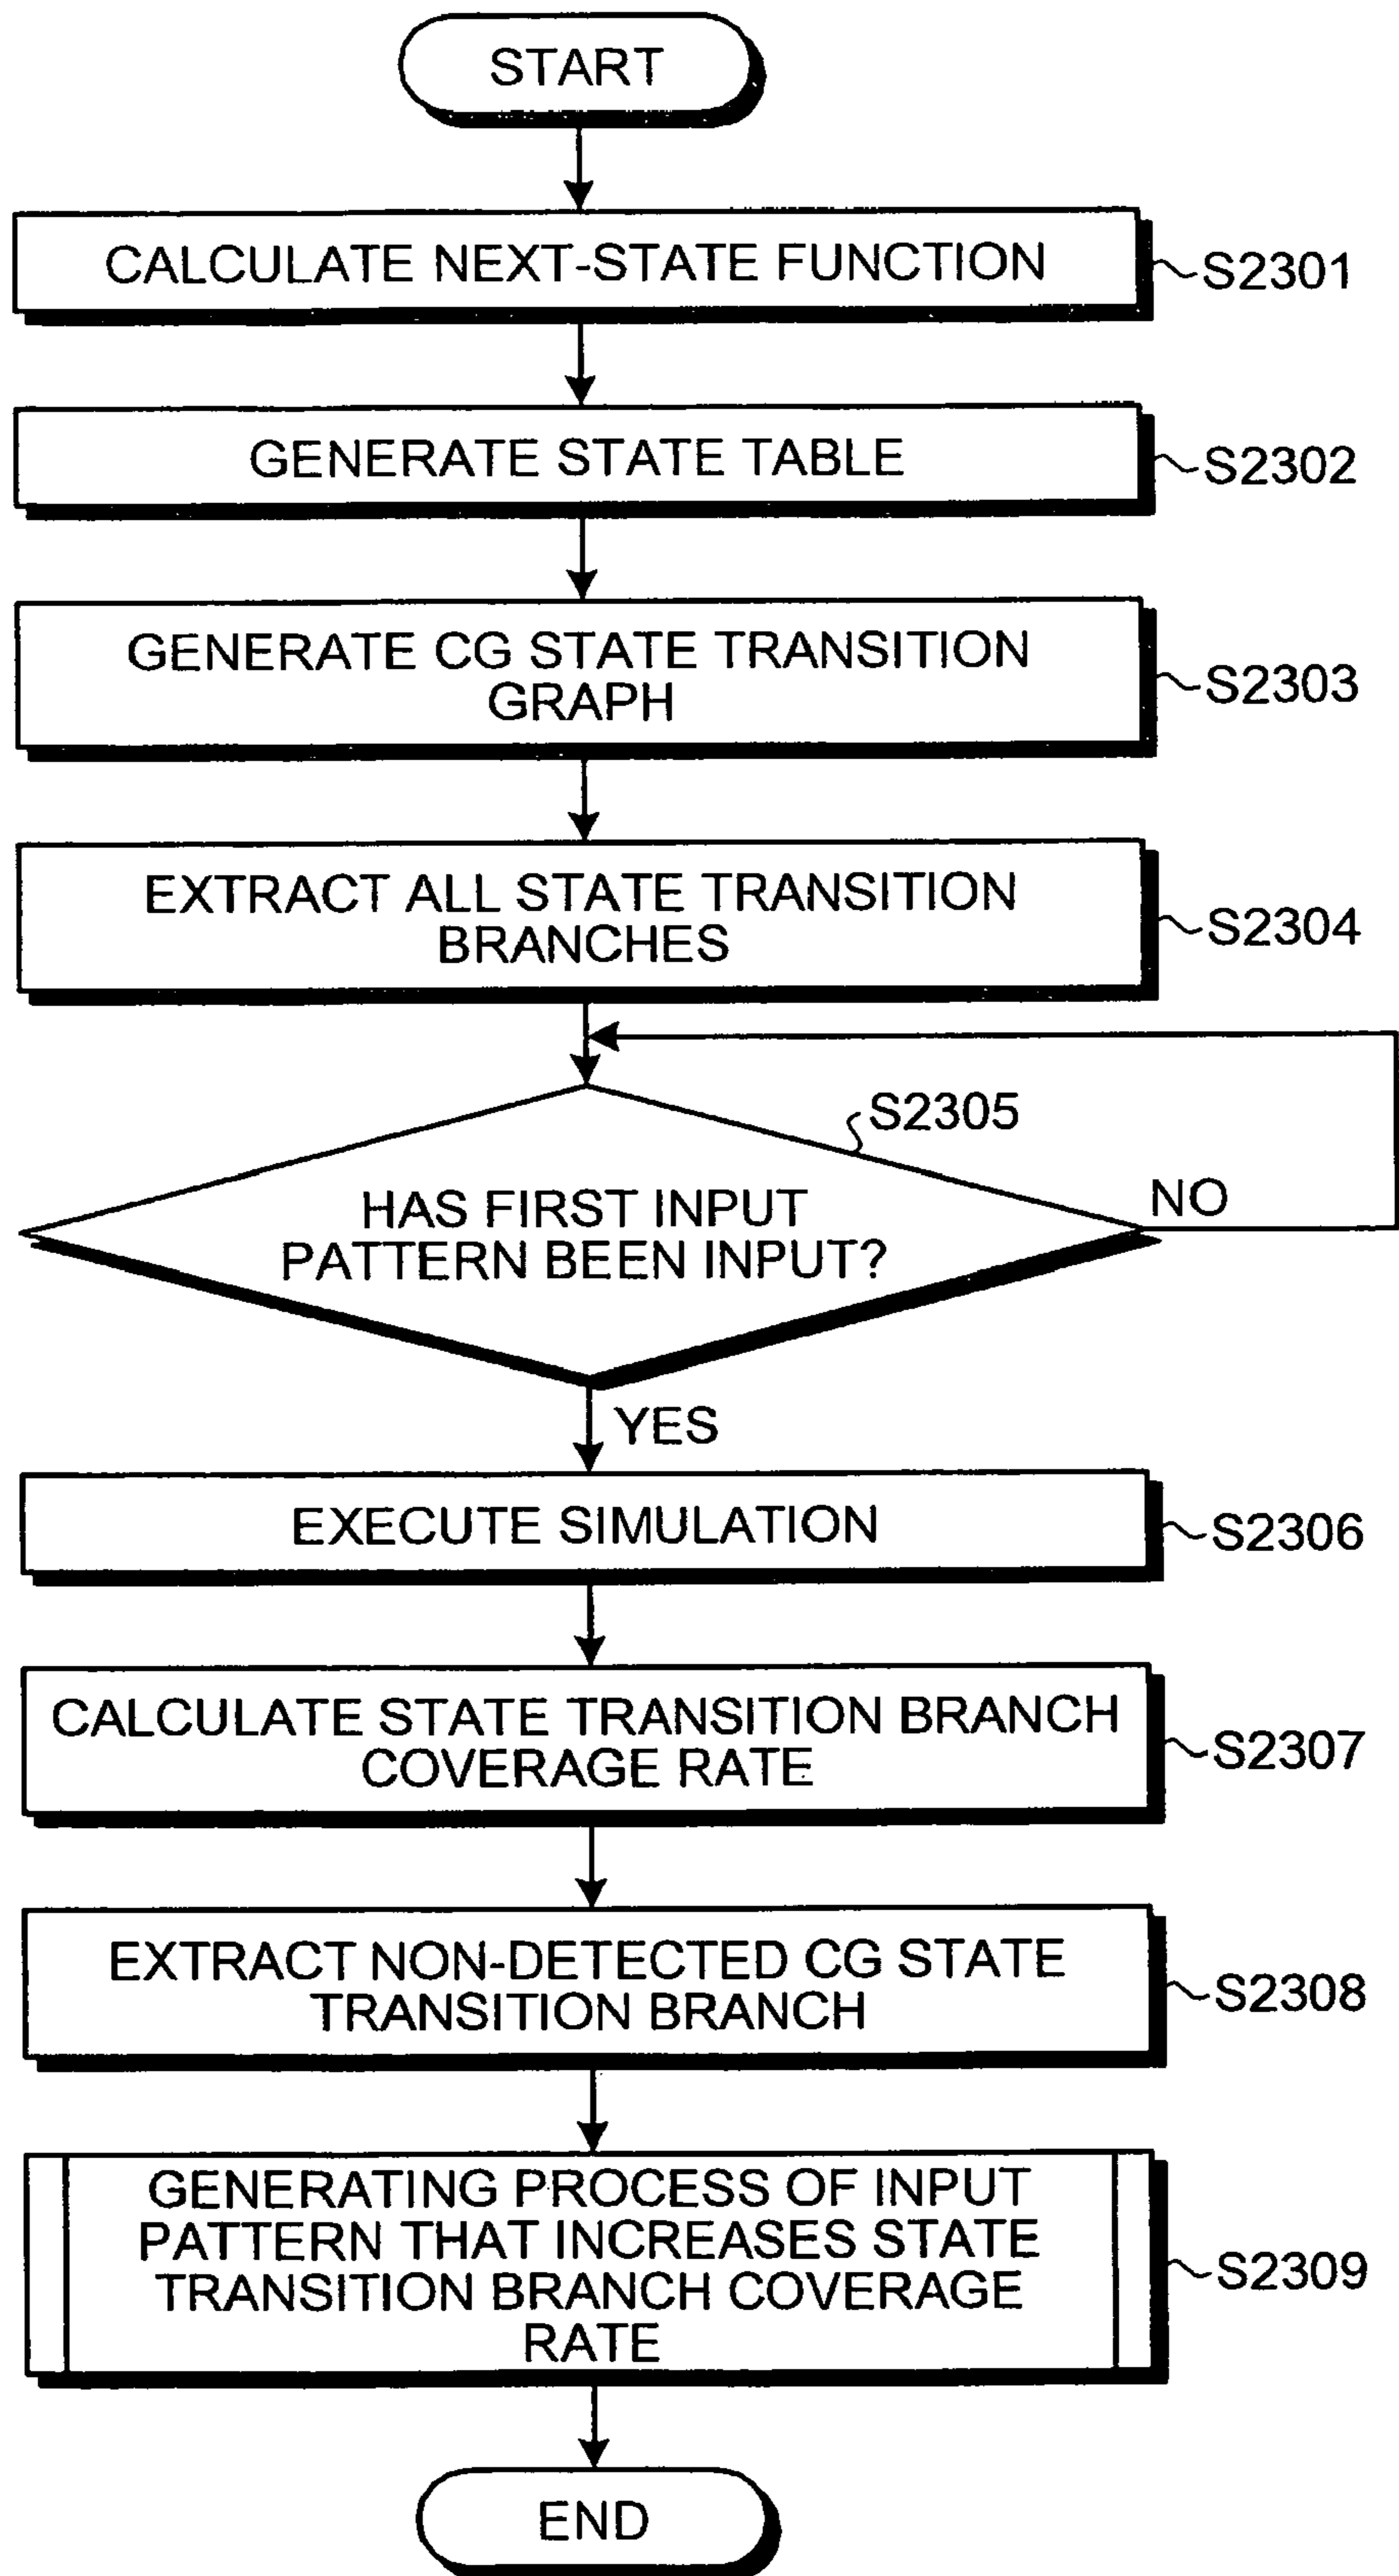 START
CALCULATE NEXT-STATE FUNCTION
S2301
GENERATE STATE TABLE
S2302
GENERATE CG STATE TRANSITION
GRAPH
S2303
EXTRACT ALL STATE TRANSITION
BRANCHES
S2304
S2305
HAS FIRST INPUT
PATTERN BEEN INPUT?
NO
YES
EXECUTE SIMULATION
S2306
CALCULATE STATE TRANSITION BRANCH
COVERAGE RATE
S2307
EXTRACT NON-DETECTED CG STATE
TRANSITION BRANCH
S2308
GENERATING PROCESS OF INPUT
PATTERN THAT INCREASES STATE
TRANSITION BRANCH COVERAGE
RATE
S2309
END